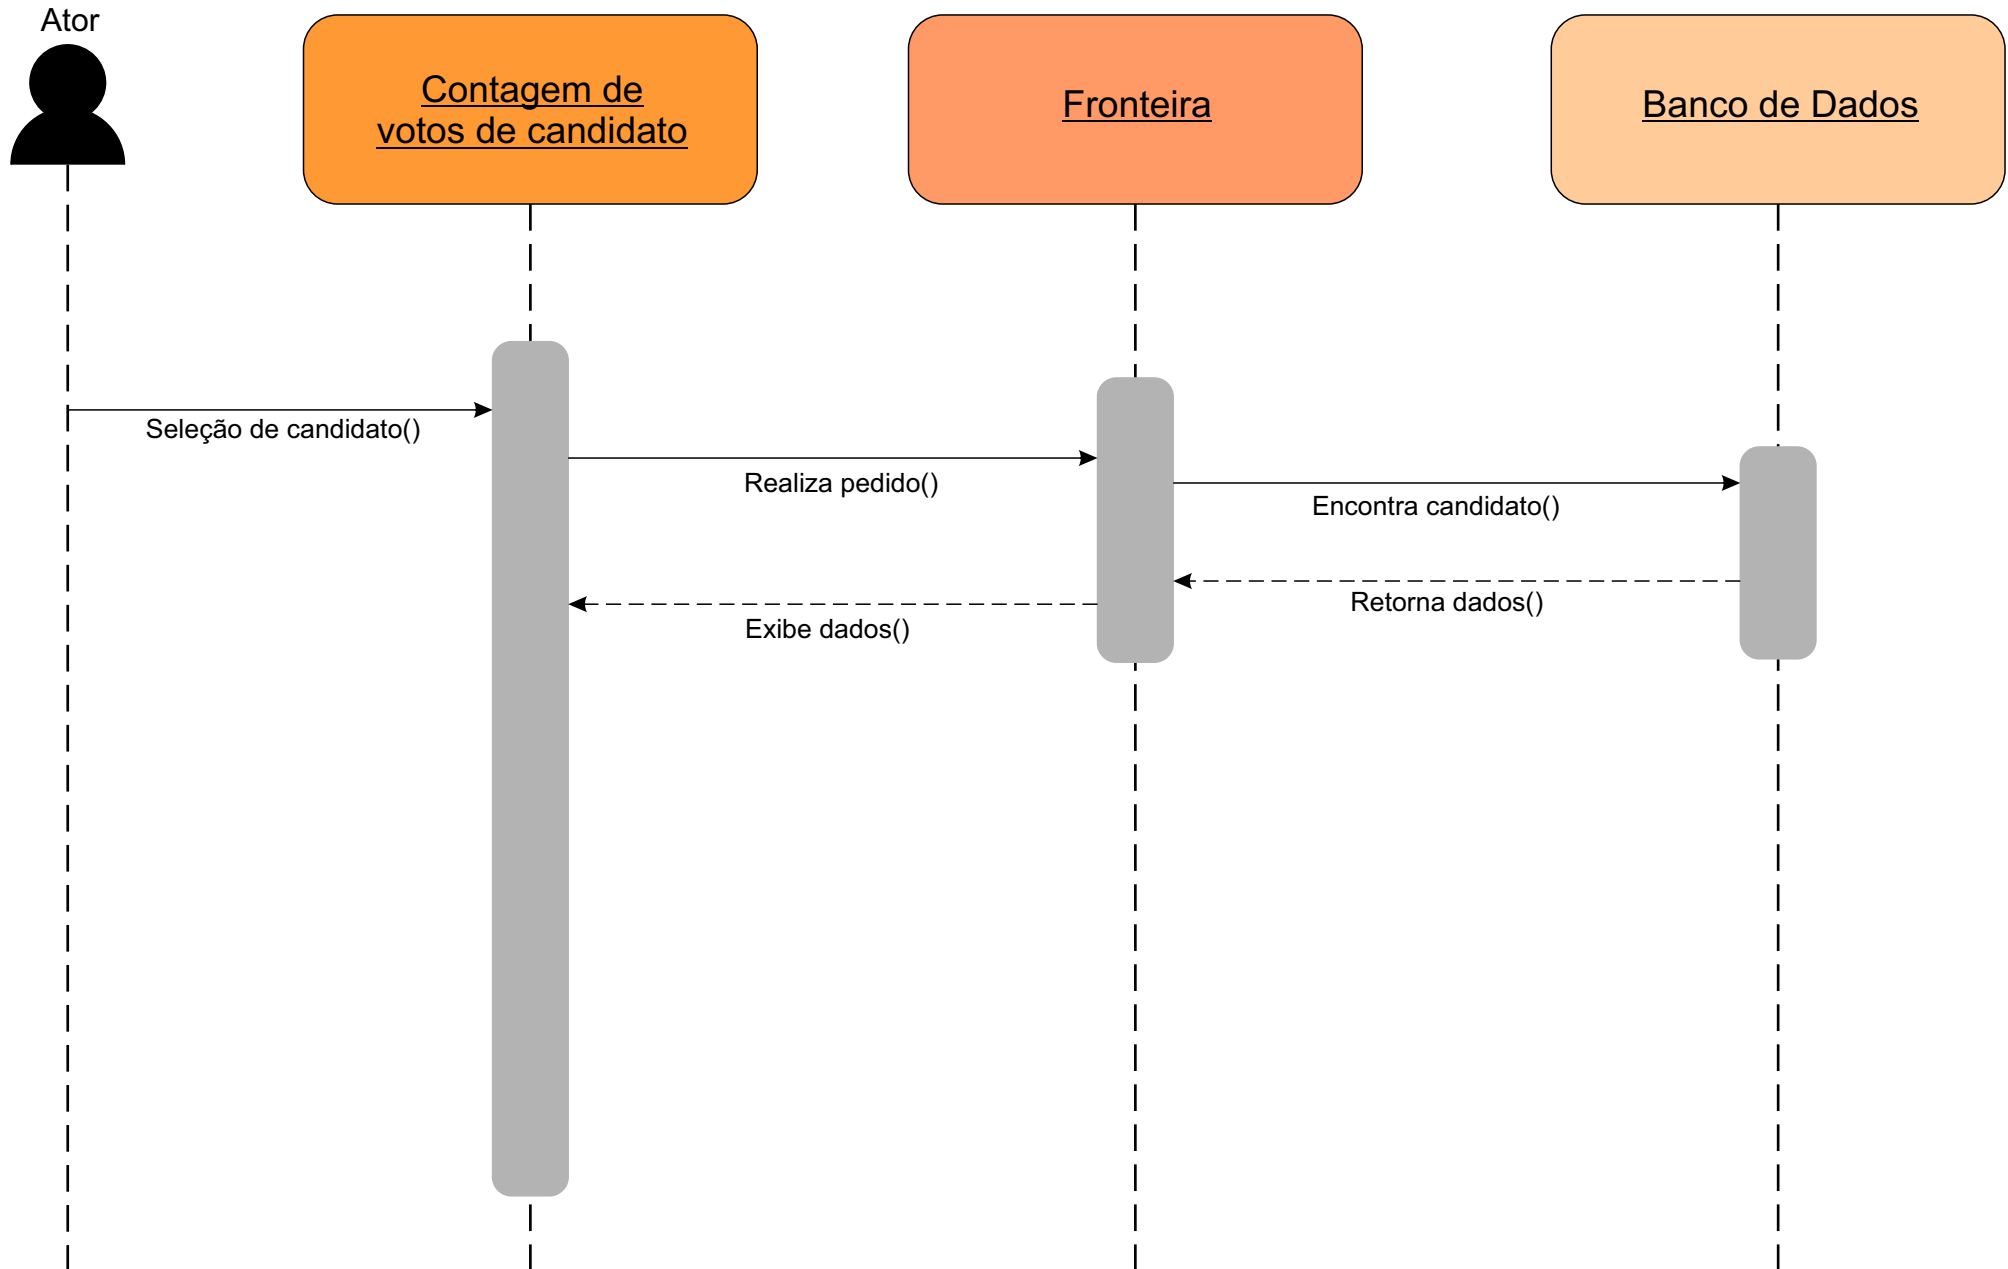 Ator
Contagem de
votos de candidato
Fronteira
Banco de Dados
Seleção de candidato()
Realiza pedido()
Encontra candidato()
Retorna dados()
Exibe dados()